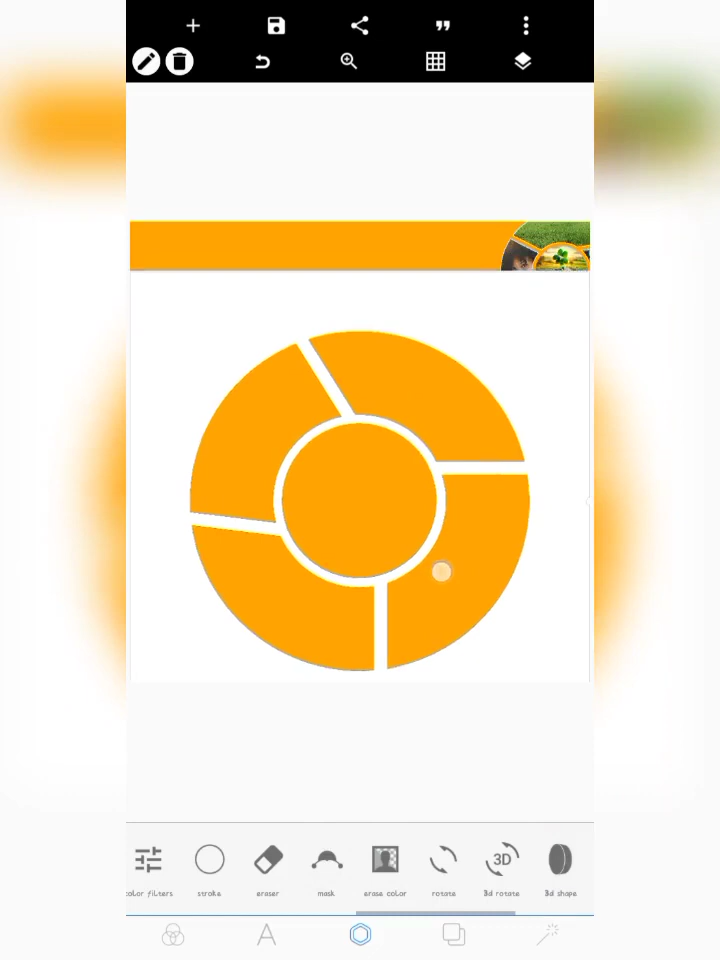 color filters
stroke
eraser
mask
erase color
rotate
3D
3d rotate
3d shape